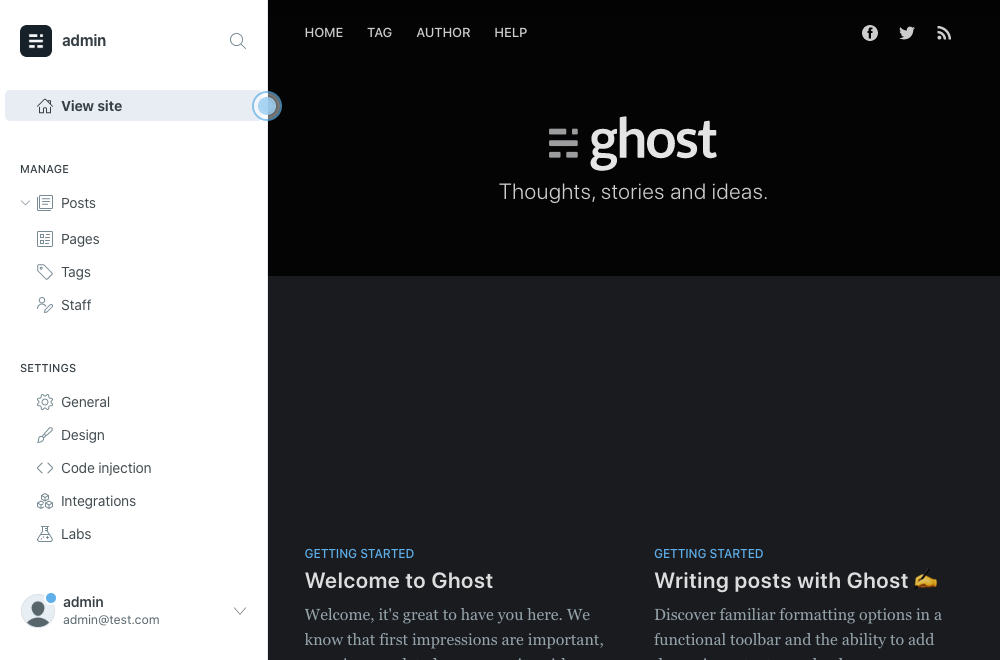 admin
View site
MANAGE
Posts
Pages
Tags
Staff
SETTINGS
General
Design
Code injection
Integrations
Labs
admin
admin@test.com
HOME TAG AUTHOR HELP
ghost
Thoughts, stories and ideas.
GETTING STARTED
Welcome to Ghost
Welcome, it's great to have you here. We
know that first impressions are important,
GETTING STARTED
Writing posts with Ghost ✍️
Discover familiar formatting options in a
functional toolbar and the ability to add